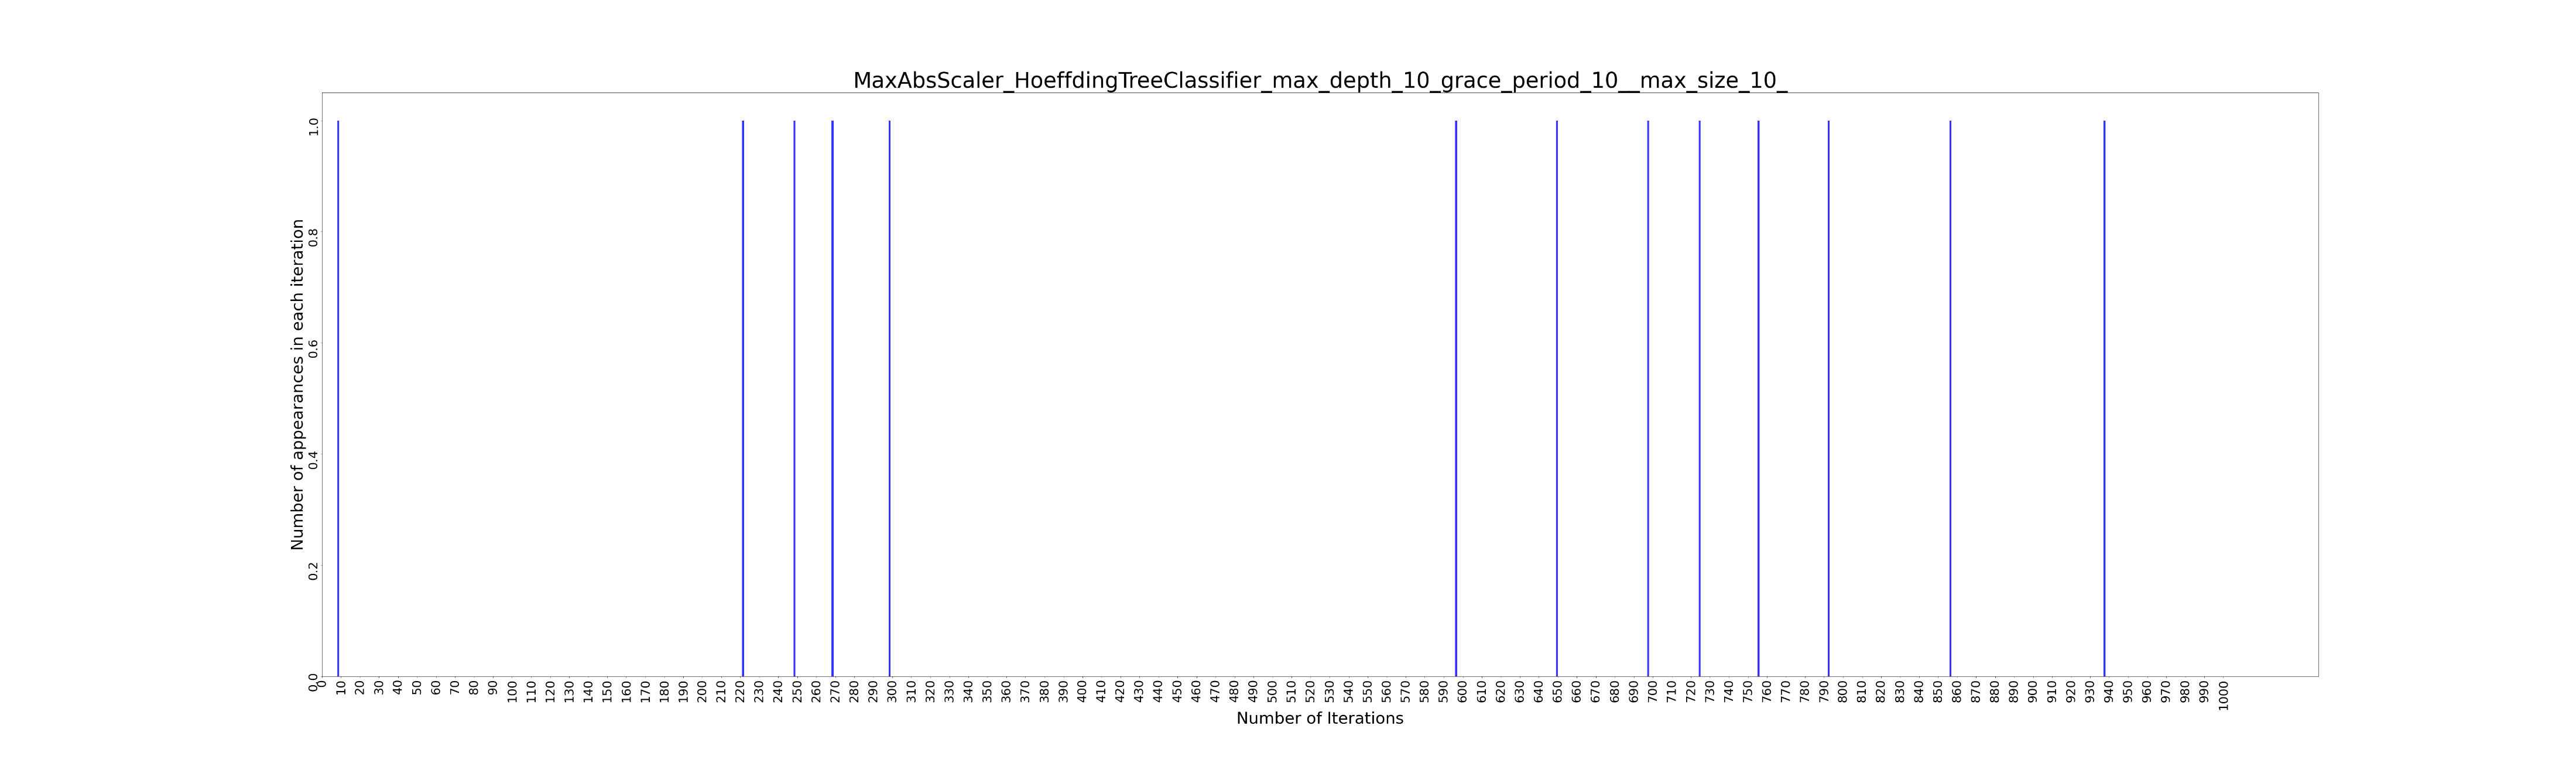 MaxAbsScaler_HoeffdingTreeClassifier_max_depth_10_grace_period_10__max_size_10_
Number of appearances in each iteration
1.0
0.8
0.6
0.4
0.2
0.0
0 10 20 30 40 50 60 70 80 90 100 110 120 130 140 150 160 170 180 190 200 210 220 230 240 250 260 270 280 290 300 310 320 330 340 350 360 370 380 390 400 410 420 430 440 450 460 470 480 490 500 510 520 530 540 550 560 570 580 590 600 610 620 630 640 650 660 670 680 690 700 710 720 730 740 750 760 770 780 790 800 810 820 830 840 850 860 870 880 890 900 910 920 930 940 950 960 970 980 990 1000
Number of Iterations